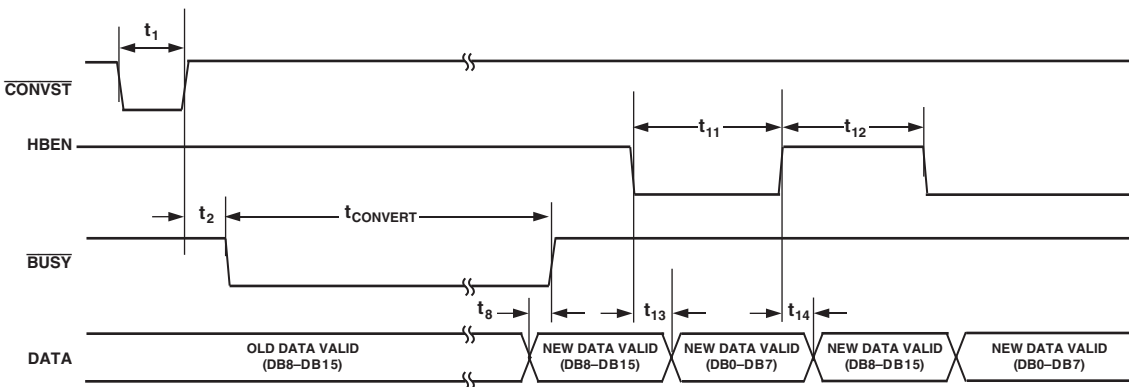 t1
CONVST
HBEN
t11
t12
t2
tCONVERT
BUSY
t8
t13
t14
DATA
OLD DATA VALID
(DB8–DB15)
NEW DATA VALID
(DB8–DB15)
NEW DATA VALID
(DB0–DB7)
NEW DATA VALID
(DB8–DB15)
NEW DATA VALID
(DB0–DB7)